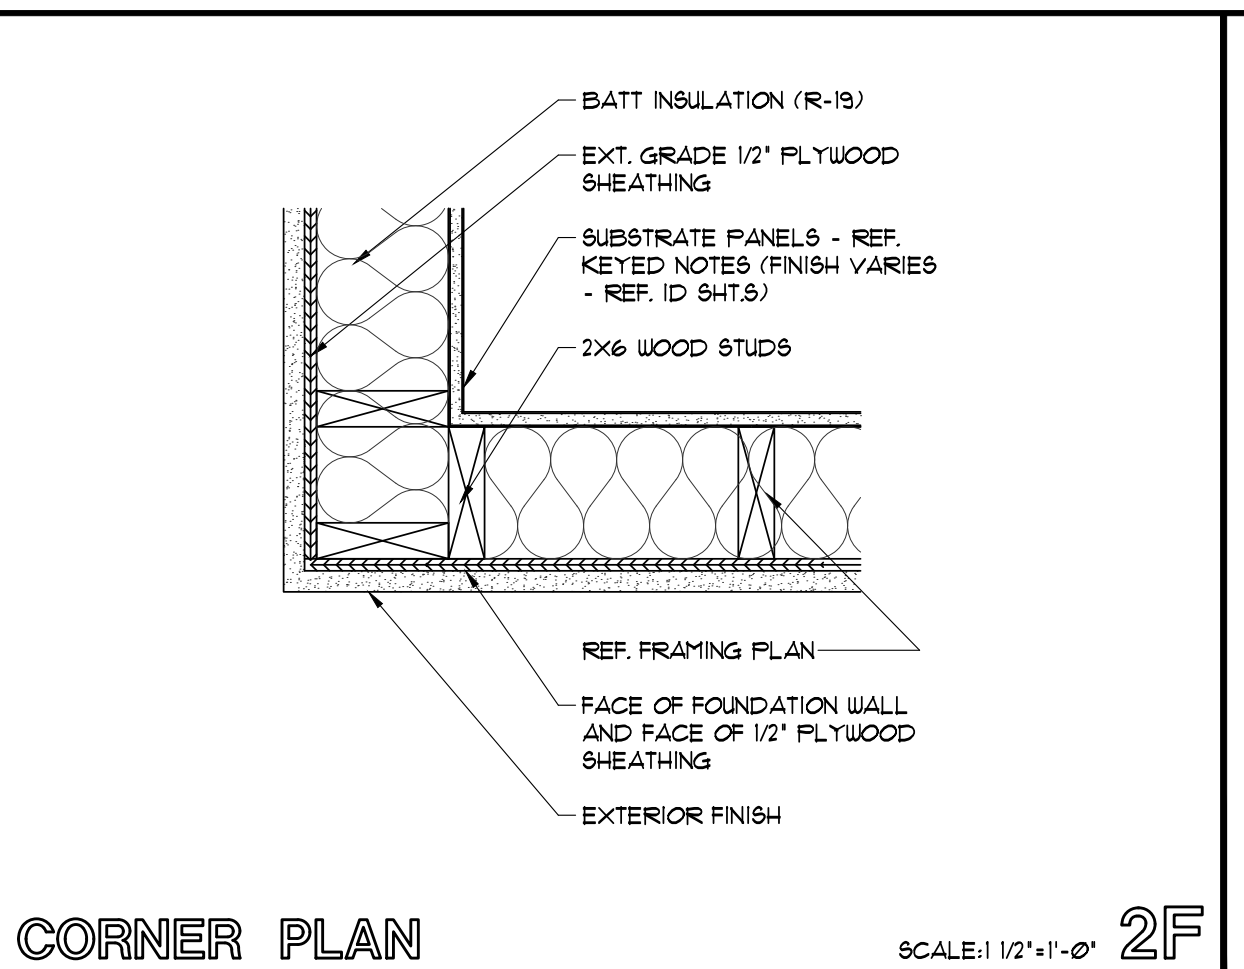 BATT INSULATION (R-19)
EXT. GRADE 1/2" PLYWOOD
SHEATHING
SUBSTRATE PANELS - REF.
KEYED NOTES (FINISH VARIES
- REF. ID SHT.S)
2X6 WOOD STUDS
REF. FRAMING PLAN
FACE OF FOUNDATION WALL
AND FACE OF 1/2" PLYWOOD
SHEATHING
EXTERIOR FINISH
CORNER PLAN
SCALE:1 1/2"=1'-0"
2F